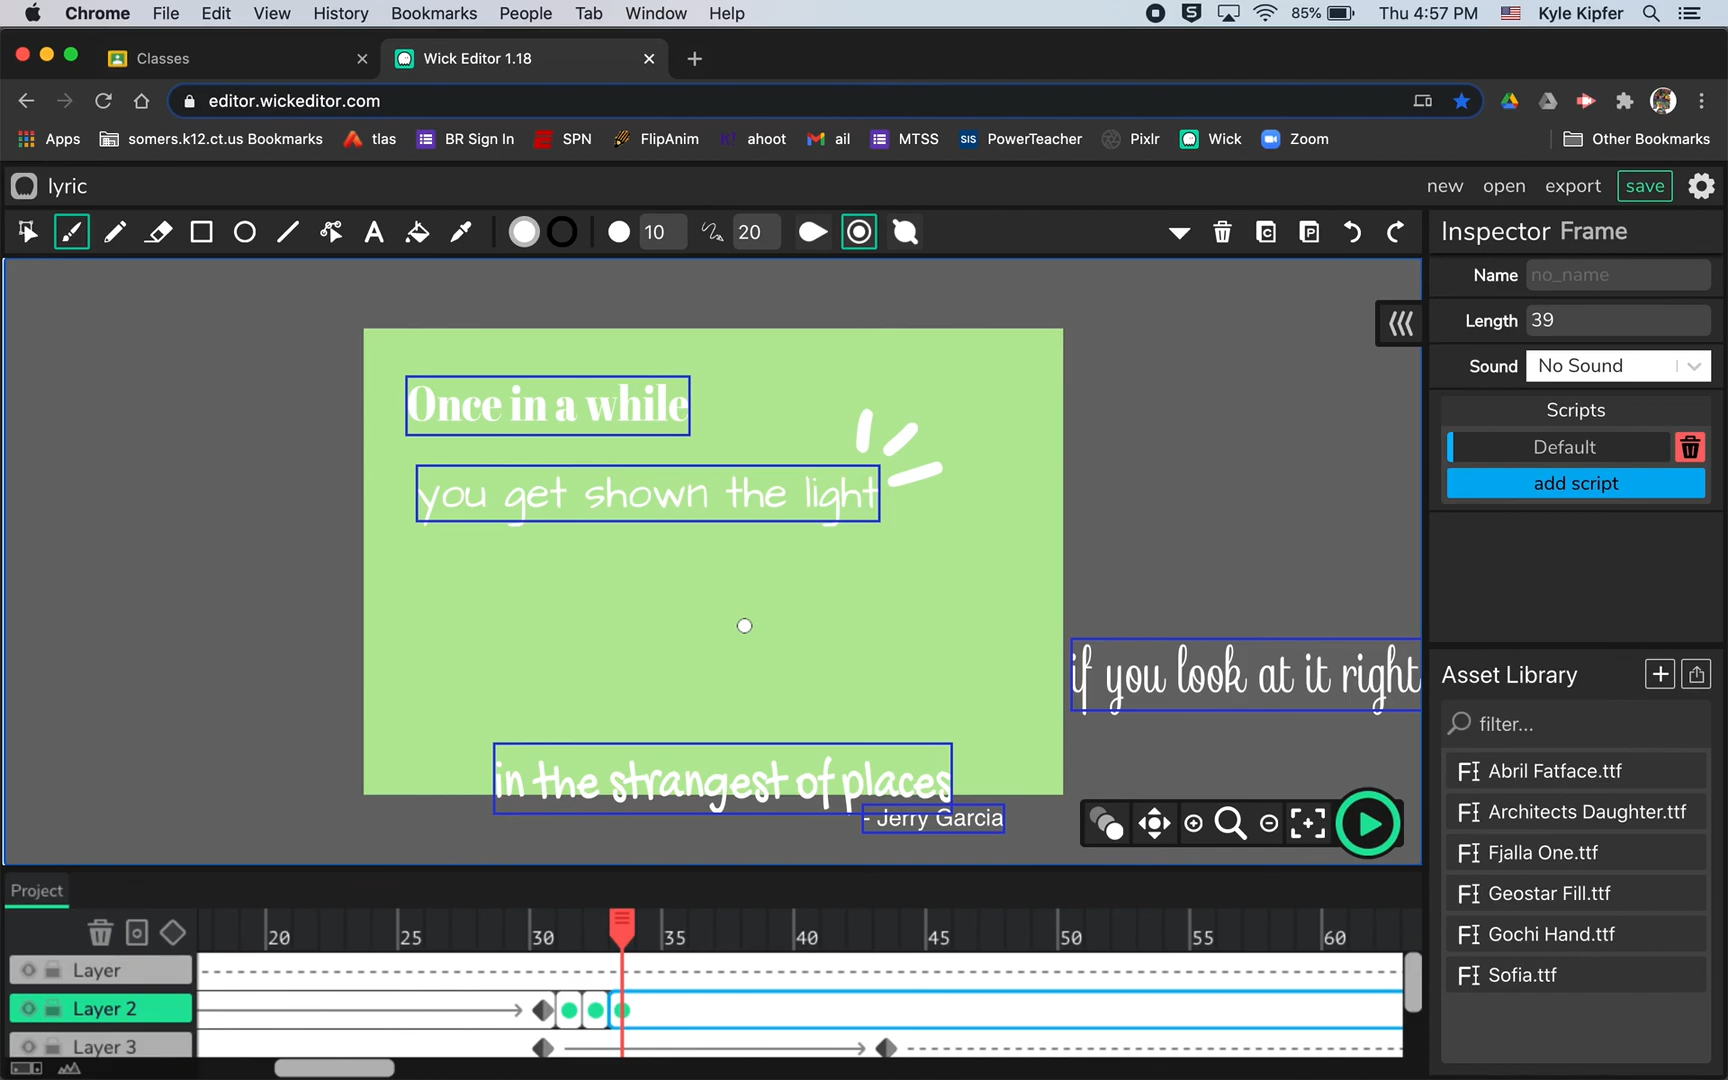 Chrome File Edit View History Bookmarks People Tab Window Help 85% Thu 4:57 PM Kyle Kipfer
Classes Wick Editor 1.18
editor.wickeditor.com
Apps somers.k12.ct.us Bookmarks tlas BR Sign In SPN FlipAnim ahoot ail MTSS SIS PowerTeacher Pixlr Wick Zoom Other Bookmarks
lyric new open export save
10 20
Inspector Frame
Name no_name
Length 39
Sound No Sound
Scripts
Default
add script
Once in a while
you get shown the light
if you look at it right
in the strangest of places
- Jerry Garcia
Asset Library
filter...
Abril Fatface.ttf
Architects Daughter.ttf
Fjalla One.ttf
Geostar Fill.ttf
Gochi Hand.ttf
Sofia.ttf
Project
20 25 30 35 40 45 50 55 60
Layer
Layer 2
Layer 3